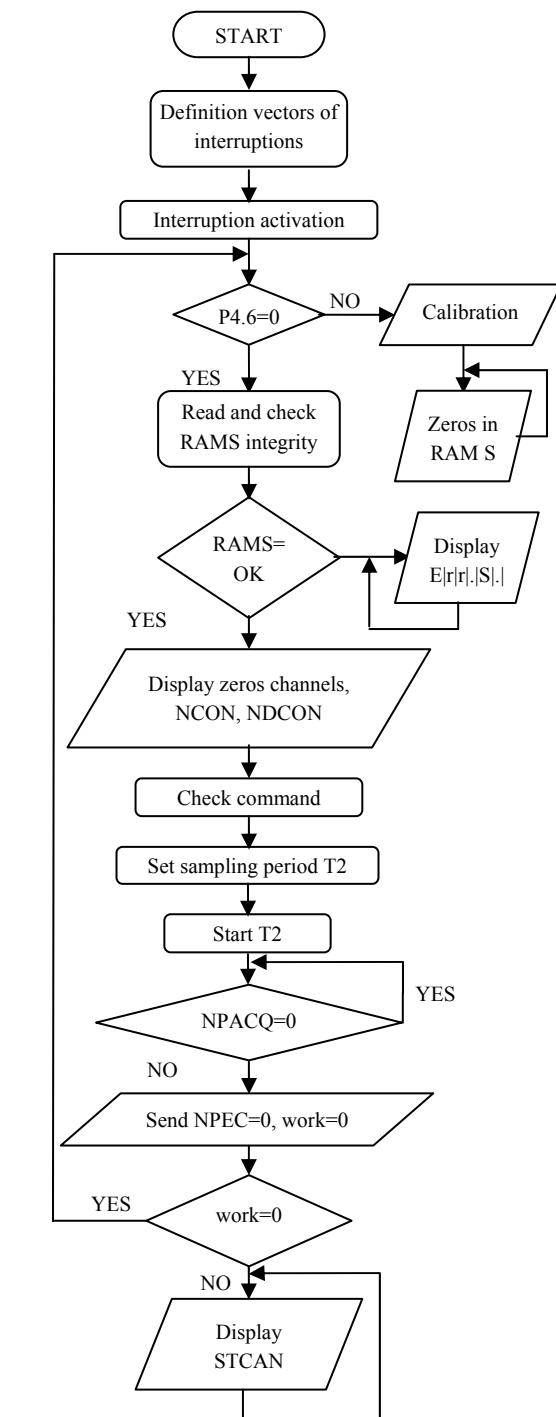 START
Definition vectors of
interruptions
Interruption activation
P4.6=0
NO
Calibration
YES
Read and check
RAMS integrity
Zeros in
RAM S
RAMS=
OK
Display
E|r|r|.|S|.|
YES
Display zeros channels,
NCON, NDCON
Check command
Set sampling period T2
Start T2
NPACQ=0
YES
NO
Send NPEC=0, work=0
YES
work=0
NO
Display
STCAN